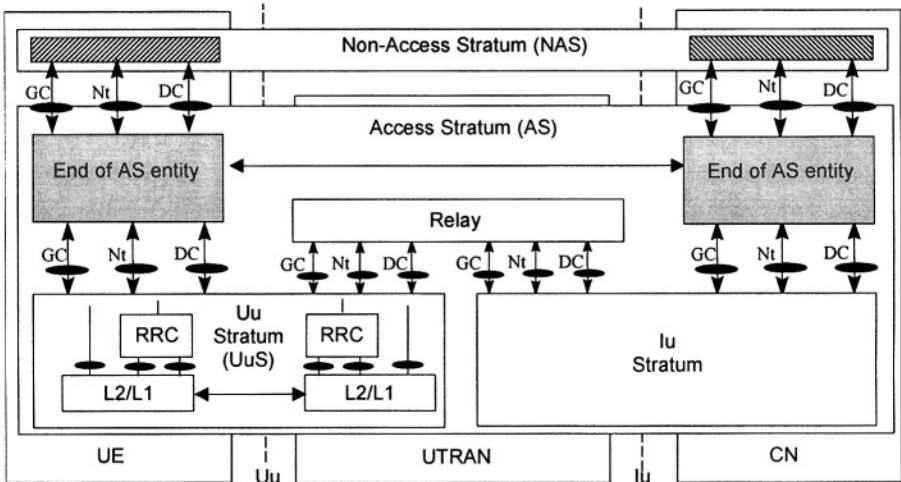 Non-Access Stratum (NAS)
GC Nt DC GC Nt DC
Access Stratum (AS)
End of AS entity End of AS entity
Relay
GC Nt DC GC Nt DC GC Nt DC GC Nt DC
Uu
Stratum
(UuS)
RRC RRC
Iu
Stratum
L2/L1 L2/L1
UE UTRAN CN
Uu Iu